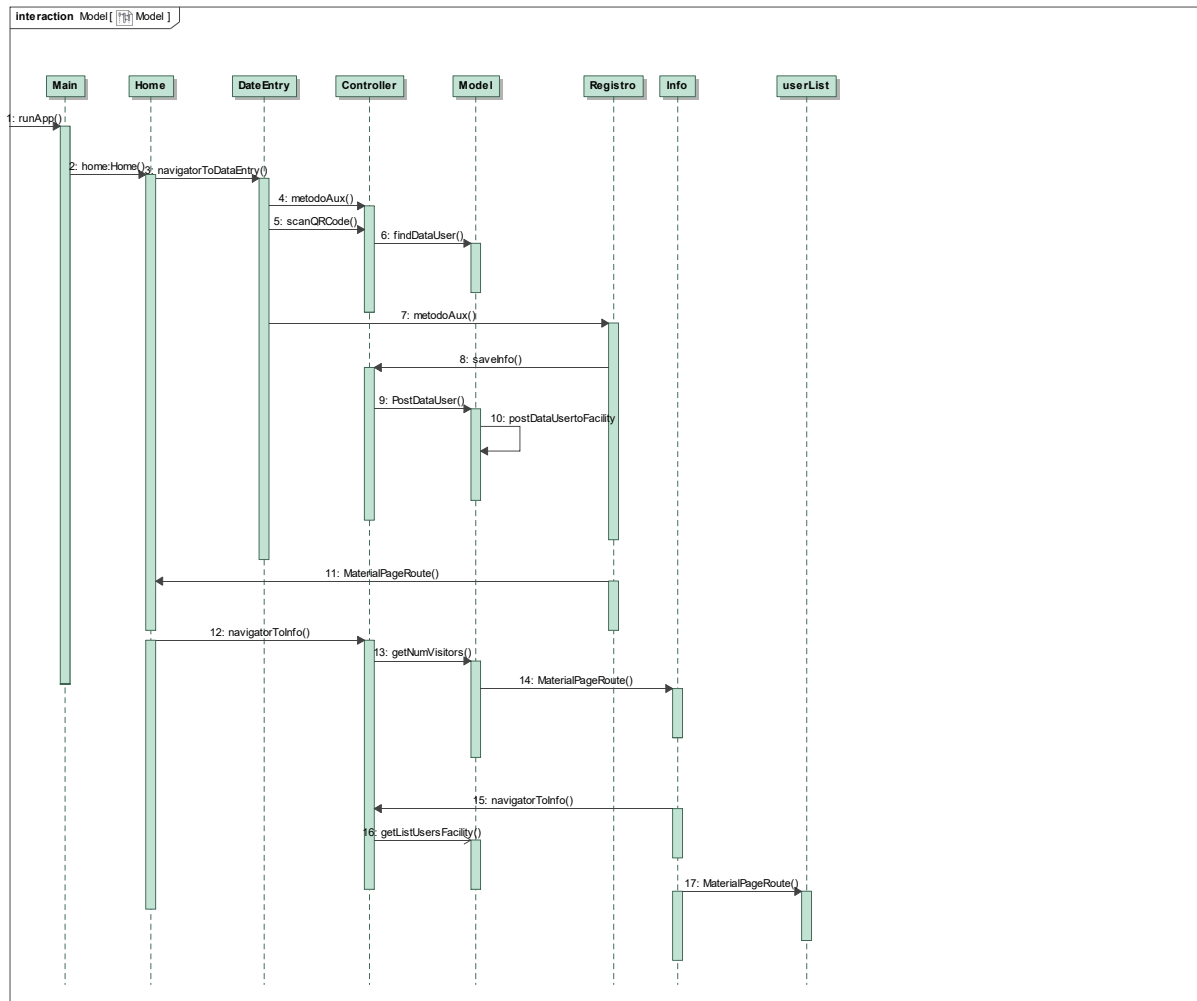 interaction Model [ Model ]
Main
Home
DateEntry
Controller
Model
Registro
Info
userList
1: runApp()
2: home:Home()
3: navigatorToDataEntry()
4: metodoAux()
5: scanQRCode()
6: findDataUser()
7: metodoAux()
8: saveInfo()
9: PostDataUser()
10: postDataUsertoFacility
11: MaterialPageRoute()
12: navigatorToInfo()
13: getNumVisitors()
14: MaterialPageRoute()
15: navigatorToInfo()
16: getListUsersFacility()
17: MaterialPageRoute()